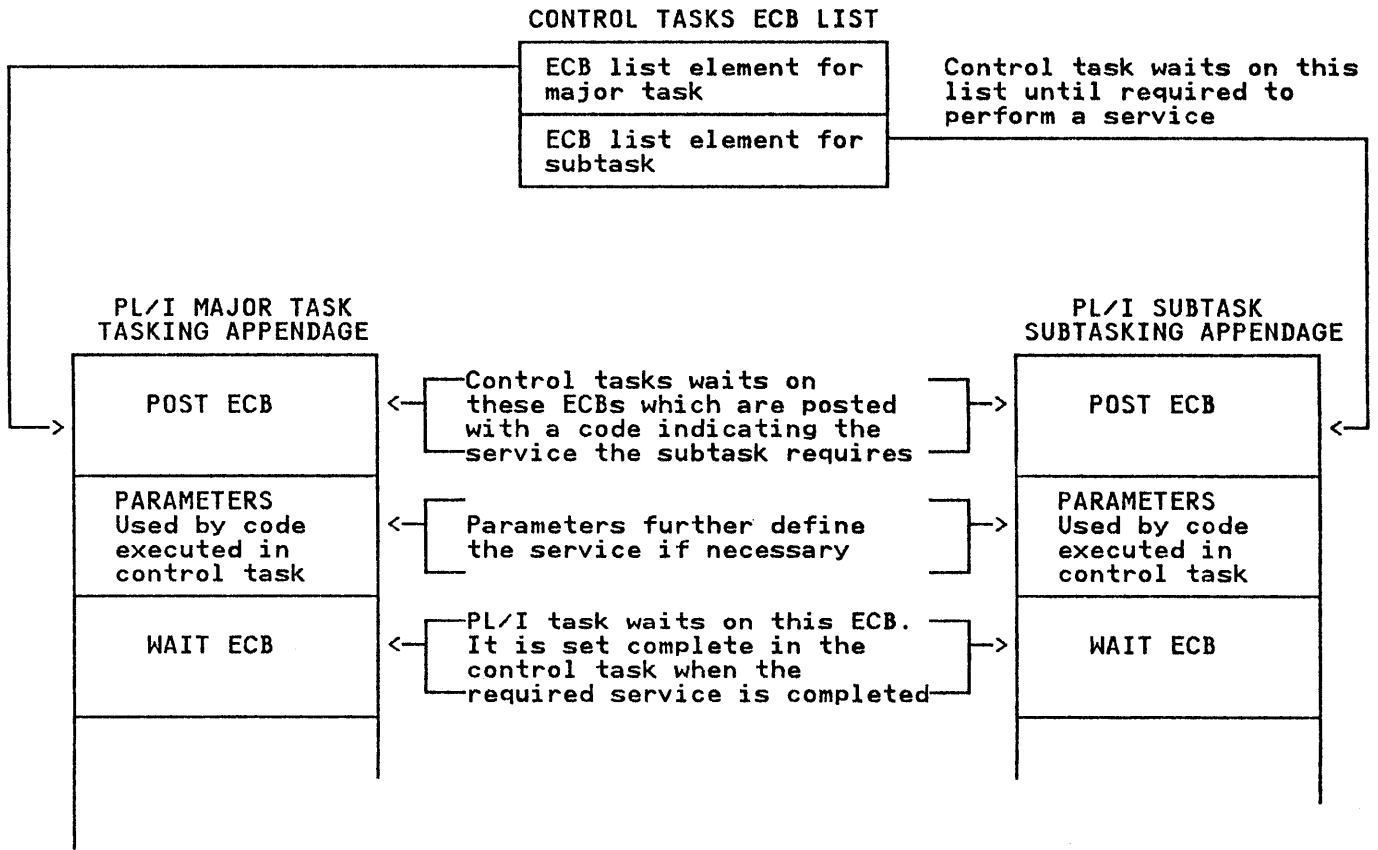 CONTROL TASKS ECB LIST
ECB list element for
major task
ECB list element for
subtask
Control task waits on this
list until required to
perform a service
PL/I MAJOR TASK
TASKING APPENDAGE
POST ECB
PARAMETERS
Used by code
executed in
control task
WAIT ECB
Control tasks waits on
these ECBs which are posted
with a code indicating the
service the subtask requires
Parameters further define
the service if necessary
PL/I task waits on this ECB.
It is set complete in the
control task when the
required service is completed
PL/I SUBTASK
SUBTASKING APPENDAGE
POST ECB
PARAMETERS
Used by code
executed in
control task
WAIT ECB